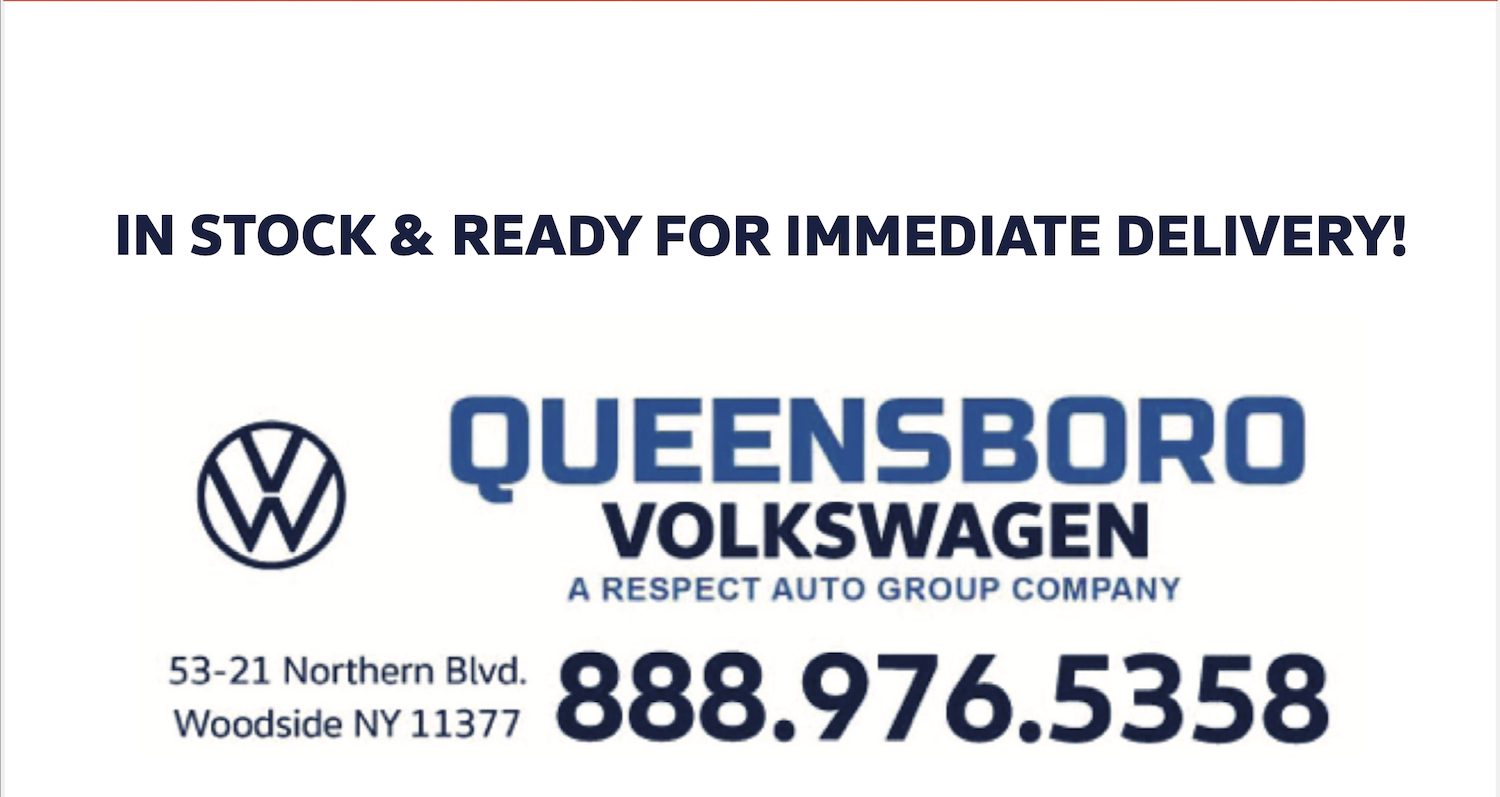 IN STOCK & READY FOR IMMEDIATE DELIVERY!
QUEENSBORO
VOLKSWAGEN
A RESPECT AUTO GROUP COMPANY
53-21 Northern Blvd.
Woodside NY 11377
888.976.5358